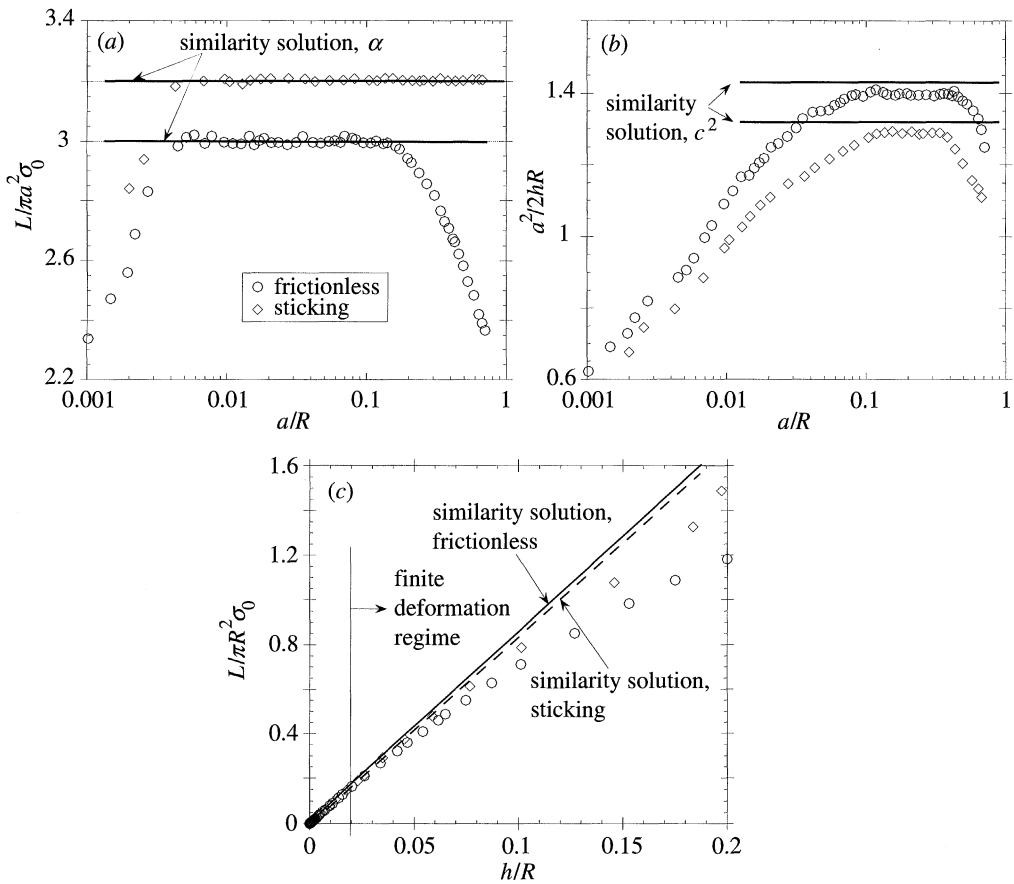 3.4
(a)
similarity solution, α
3.0
L/πa²σ₀
2.6
frictionless
sticking
2.2
0.001
0.01
0.1
1
a/R
(b)
1.4
similarity
solution, c²
a²/2hR
1
0.6
0.001
0.01
0.1
1
a/R
1.6
(c)
similarity solution,
frictionless
1.2
finite
deformation
regime
L/πR²σ₀
0.8
similarity solution,
sticking
0.4
0
0
0.05
0.1
0.15
0.2
h/R